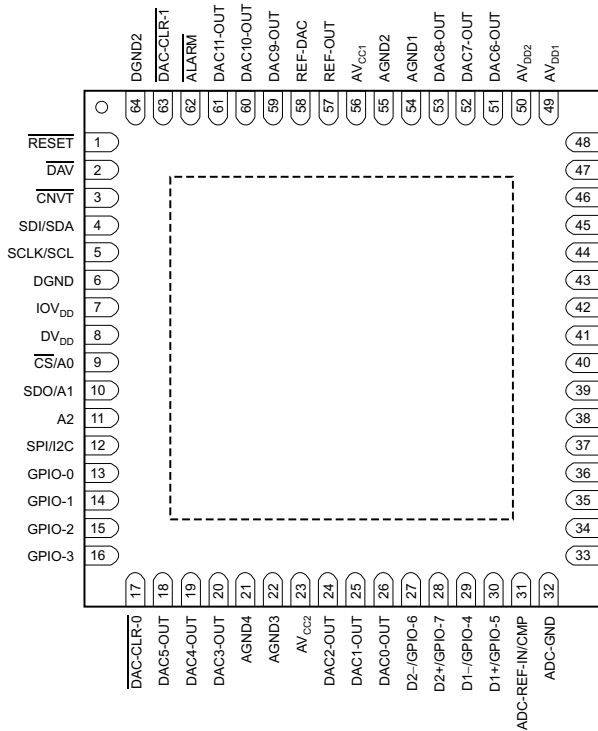 DGND2
DAC-CLR-1
ALARM
DAC11-OUT
DAC10-OUT
DAC9-OUT
REF-DAC
REF-OUT
AVCC1
AGND2
AGND1
DAC8-OUT
DAC7-OUT
DAC6-OUT
AVDD2
AVDD1
64 63 62 61 60 59 58 57 56 55 54 53 52 51 50 49
RESET 1
DAV 2
CNVT 3
SDI/SDA 4
SCLK/SCL 5
DGND 6
IOVDD 7
DVDD 8
CS/A0 9
SDO/A1 10
A2 11
SPI/I2C 12
GPIO-0 13
GPIO-1 14
GPIO-2 15
GPIO-3 16
48
47
46
45
44
43
42
41
40
39
38
37
36
35
34
33
17 18 19 20 21 22 23 24 25 26 27 28 29 30 31 32
DAC-CLR-0
DAC5-OUT
DAC4-OUT
DAC3-OUT
AGND4
AGND3
AVCC2
DAC2-OUT
DAC1-OUT
DAC0-OUT
D2−/GPIO-6
D2+/GPIO-7
D1−/GPIO-4
D1+/GPIO-5
ADC-REF-IN/CMP
ADC-GND